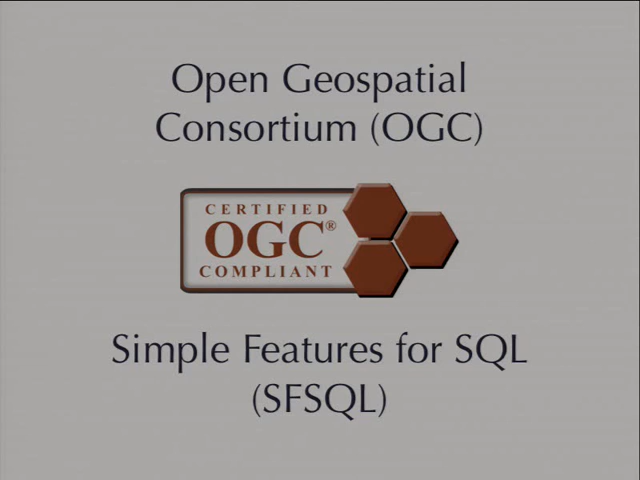 Open Geospatial
Consortium (OGC)
CERTIFIED
OGC®
COMPLIANT
Simple Features for SQL
(SFSQL)